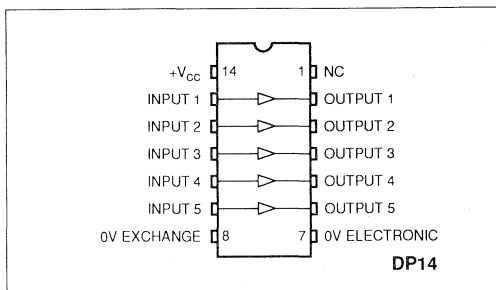 +VCC 14 1 NC
INPUT 1 OUTPUT 1
INPUT 2 OUTPUT 2
INPUT 3 OUTPUT 3
INPUT 4 OUTPUT 4
INPUT 5 OUTPUT 5
0V EXCHANGE 8 7 0V ELECTRONIC
DP14